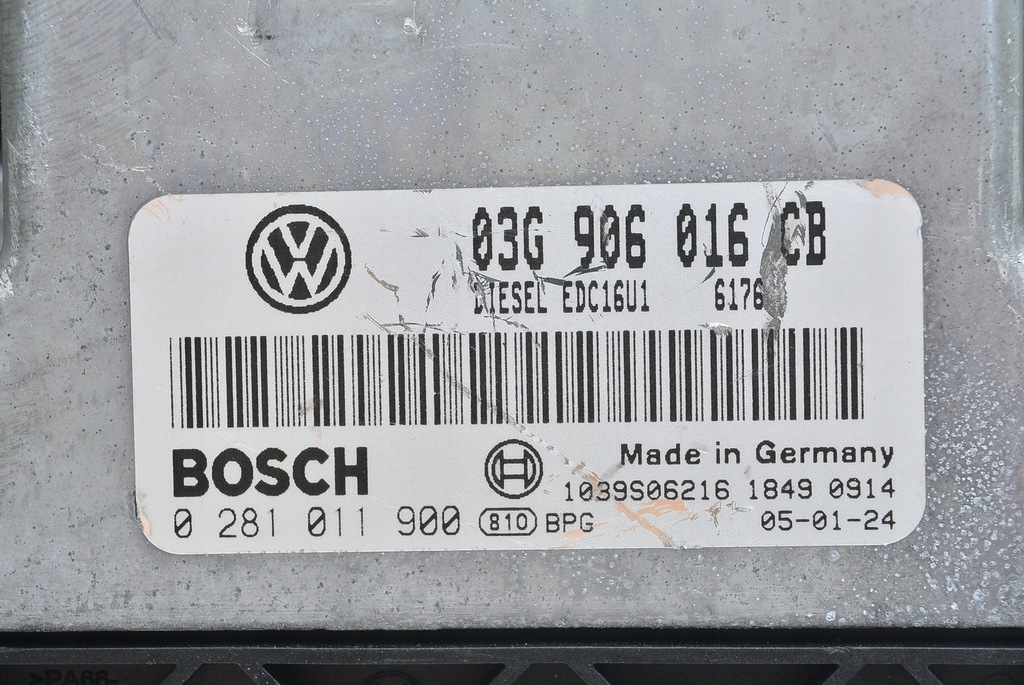 03G 906 016 CB
DIESEL EDC16U1 6176
BOSCH
Made in Germany
1039S06216 1849 0914
0 281 011 900 810 BPG 05-01-24
>PA66-